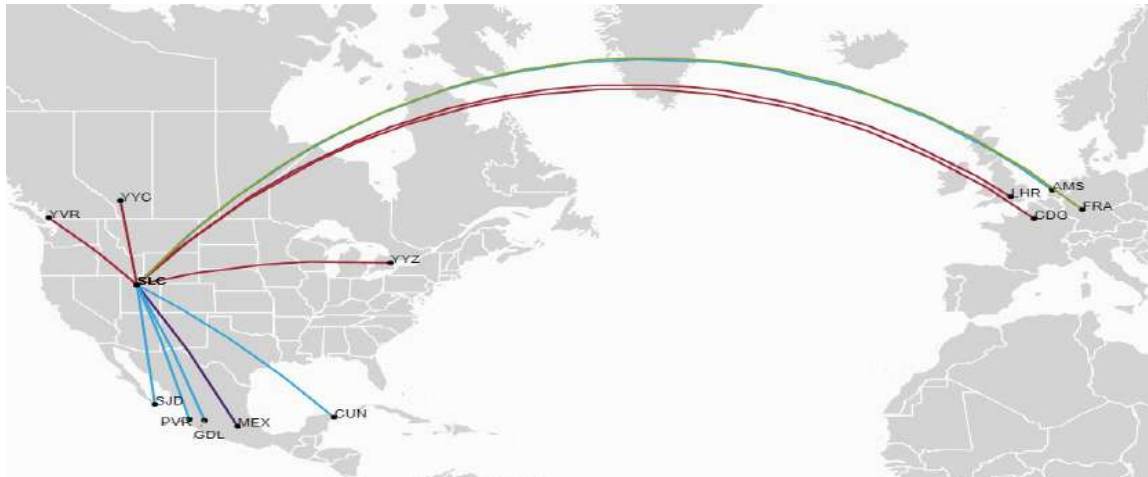 YYC
YVR
LHR
AMS
FRA
CDG
YYZ
SLC
SJD
PVR
GDL
MEX
CUN